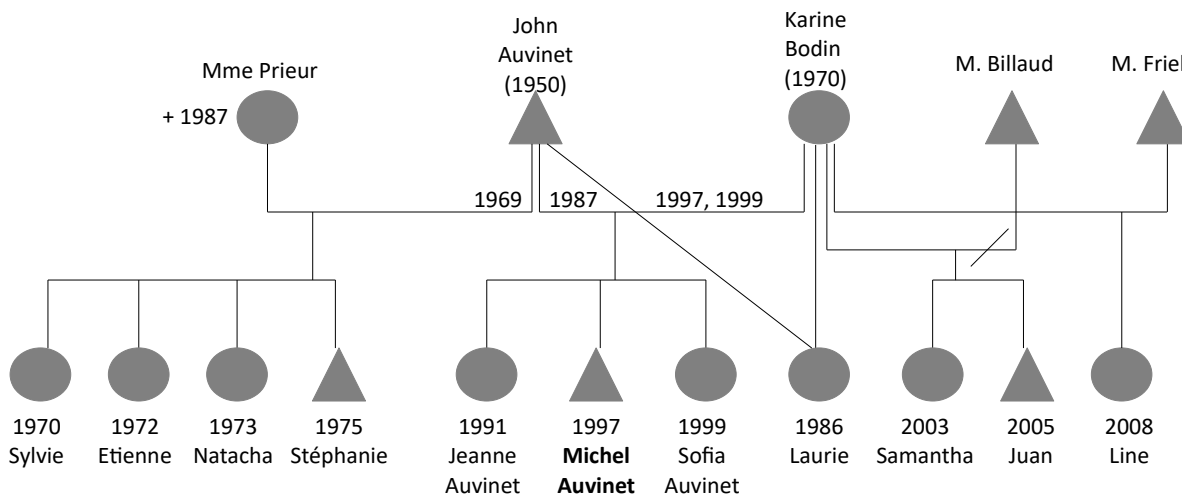 John
Auvinet
(1950)
Karine
Bodin
(1970)
Mme Prieur
M. Billaud
M. Friel
+ 1987
1969
1987
1997, 1999
1970
Sylvie
1972
Etienne
1973
Natacha
1975
Stéphanie
1991
Jeanne
Auvinet
1997
Michel
Auvinet
1999
Sofia
Auvinet
1986
Laurie
2003
Samantha
2005
Juan
2008
Line